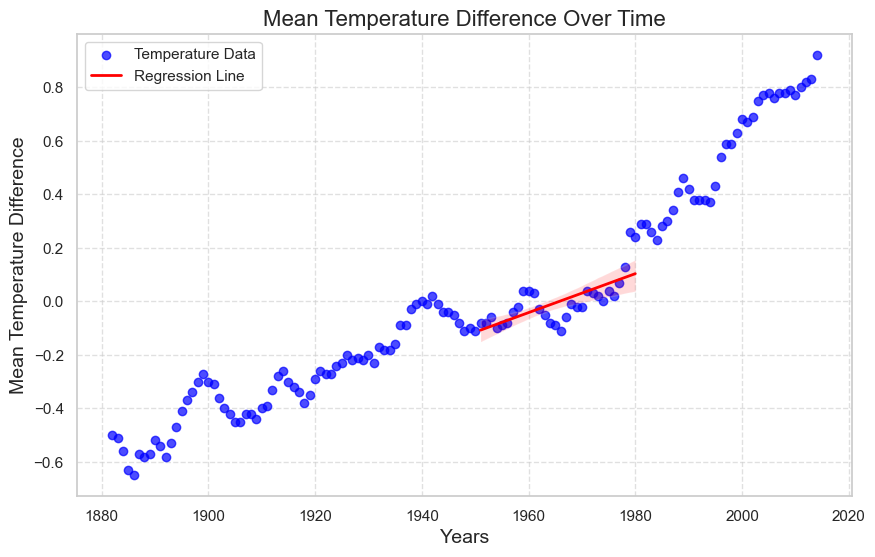 Mean Temperature Difference Over Time
Temperature Data
Regression Line
Mean Temperature Difference
0.8
0.6
0.4
0.2
0.0
−0.2
−0.4
−0.6
1880 1900 1920 1940 1960 1980 2000 2020
Years